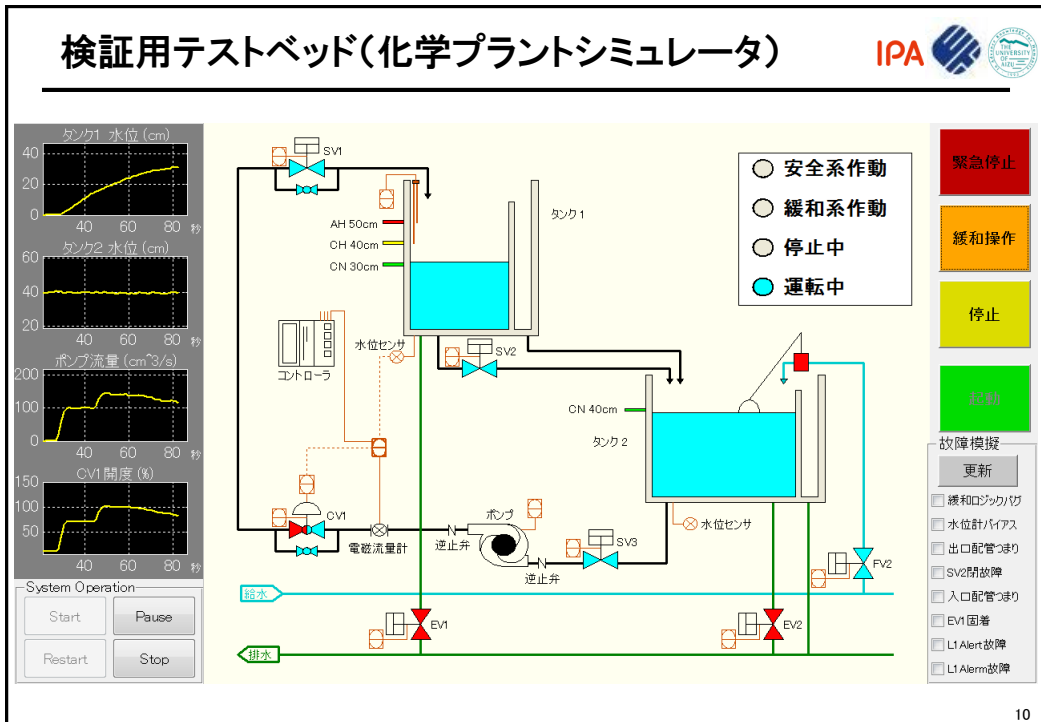 検証用テストベッド（化学プラントシミュレータ）
IPA
THE UNIVERSITY OF AIZU
タンク1 水位(cm)
40
20
0
40 60 80 秒
タンク2 水位(cm)
60
40
20
40 60 80 秒
ポンプ流量(cm^3/s)
200
100
0
40 60 80 秒
CV1開度(%)
150
100
50
40 60 80 秒
System Operation
Start
Pause
Restart
Stop
SV1
AH 50cm
CH 40cm
CN 30cm
タンク1
水位センサ
コントローラ
SV2
CN 40cm
タンク2
CV1
電磁流量計
逆止弁
ポンプ
逆止弁
SV3
水位センサ
FV2
給水
EV1
EV2
排水
安全系作動
緩和系作動
停止中
運転中
緊急停止
緩和操作
停止
故障模擬
更新
緩和ロジックバグ
水位計バイアス
出口配管つまり
SV2閉故障
入口配管つまり
EV1固着
L1Alert故障
L1Alerm故障
10